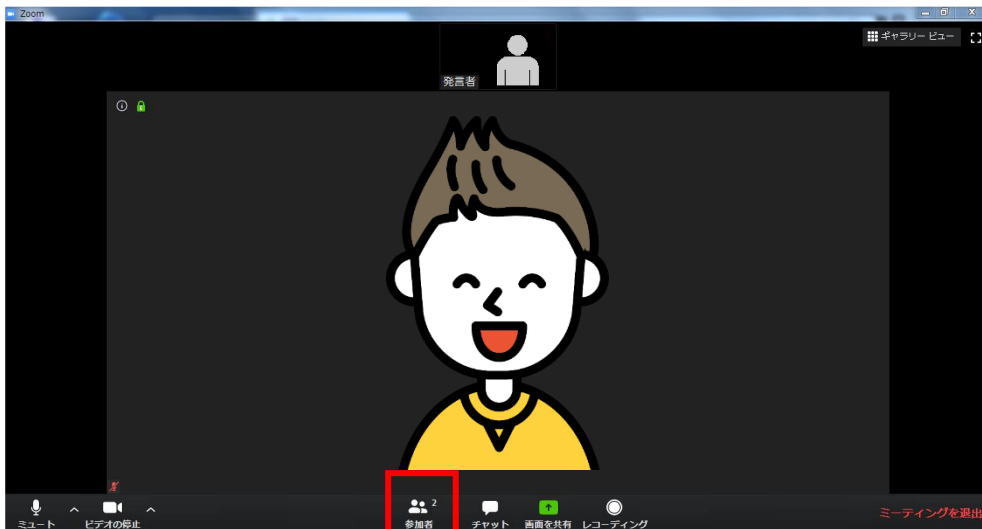 Zoom
ギャラリー ビュー
発言者
ミュート
ビデオの停止
参加者
2
チャット
画面を共有
レコーディング
ミーティングを退出